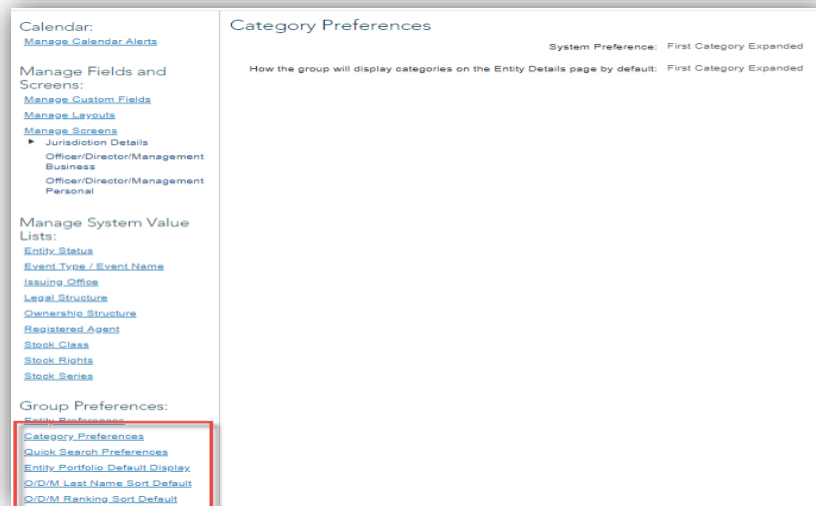 Calendar:
Manage Calendar Alerts
Manage Fields and
Screens:
Manage Custom Fields
Manage Layouts
Manage Screens
Jurisdiction Details
Officer/Director/Management
Business
Officer/Director/Management
Personal
Manage System Value
Lists:
Entity Status
Event Type / Event Name
Issuing Office
Legal Structure
Ownership Structure
Registered Agent
Stock Class
Stock Rights
Stock Series
Group Preferences:
Entity Preferences
Category Preferences
Quick Search Preferences
Entity Portfolio Default Display
O/D/M Last Name Sort Default
O/D/M Ranking Sort Default
Category Preferences
System Preference: First Category Expanded
How the group will display categories on the Entity Details page by default: First Category Expanded